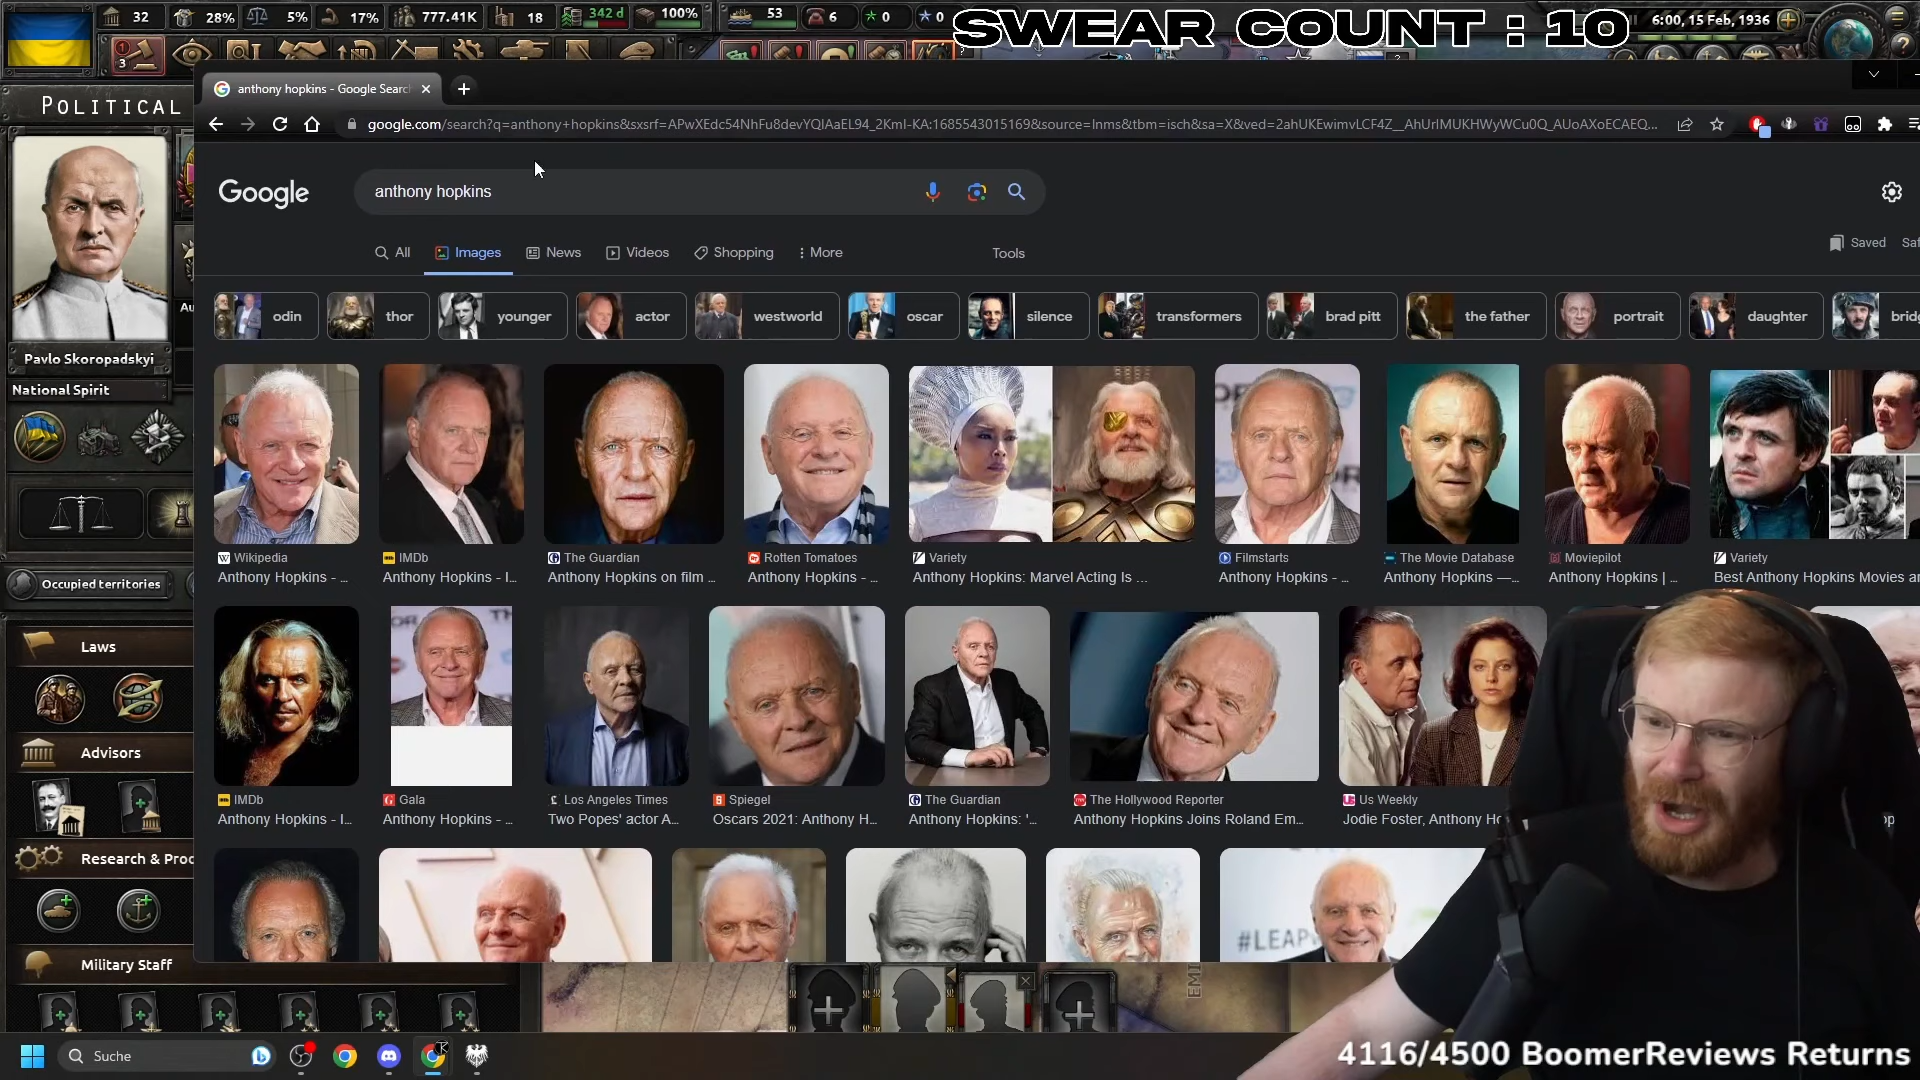 32 28% 5% 17% 777.41K 18 342 d 100% 53 6 0 0
SWEAR COUNT : 10
6:00, 15 Feb, 1936
3
POLITICAL
anthony hopkins - Google Search
google.com/search?q=anthony+hopkins&sxsrf=APwXEdc54NhFu8devYQIAaEL94_2KmI-KA:1685543015169&source=lnms&tbm=isch&sa=X&ved=2ahUKEwimvLCF4Z__AhUrIMUKHWyWCu0Q_AUoAXoECAEQ...
Google
anthony hopkins
All Images News Videos Shopping More Tools
Saved
odin thor younger actor westworld oscar silence transformers brad pitt the father portrait daughter
Pavlo Skoropadskyi
National Spirit
Wikipedia
Anthony Hopkins - ...
IMDb
Anthony Hopkins - I...
The Guardian
Anthony Hopkins on film ...
Rotten Tomatoes
Anthony Hopkins - ...
Variety
Anthony Hopkins: Marvel Acting Is ...
Filmstarts
Anthony Hopkins - ...
The Movie Database
Anthony Hopkins —...
Moviepilot
Anthony Hopkins | ...
Variety
Best Anthony Hopkins Movies
Occupied territories
Laws
Advisors
Research &
Military Staff
IMDb
Anthony Hopkins - I...
Gala
Anthony Hopkins - ...
Los Angeles Times
Two Popes' actor A...
Spiegel
Oscars 2021: Anthony H...
The Guardian
Anthony Hopkins: '...
The Hollywood Reporter
Anthony Hopkins Joins Roland Em...
Us Weekly
Jodie Foster, Anthony
#LEAP
Suche
4116/4500 BoomerReviews Returns